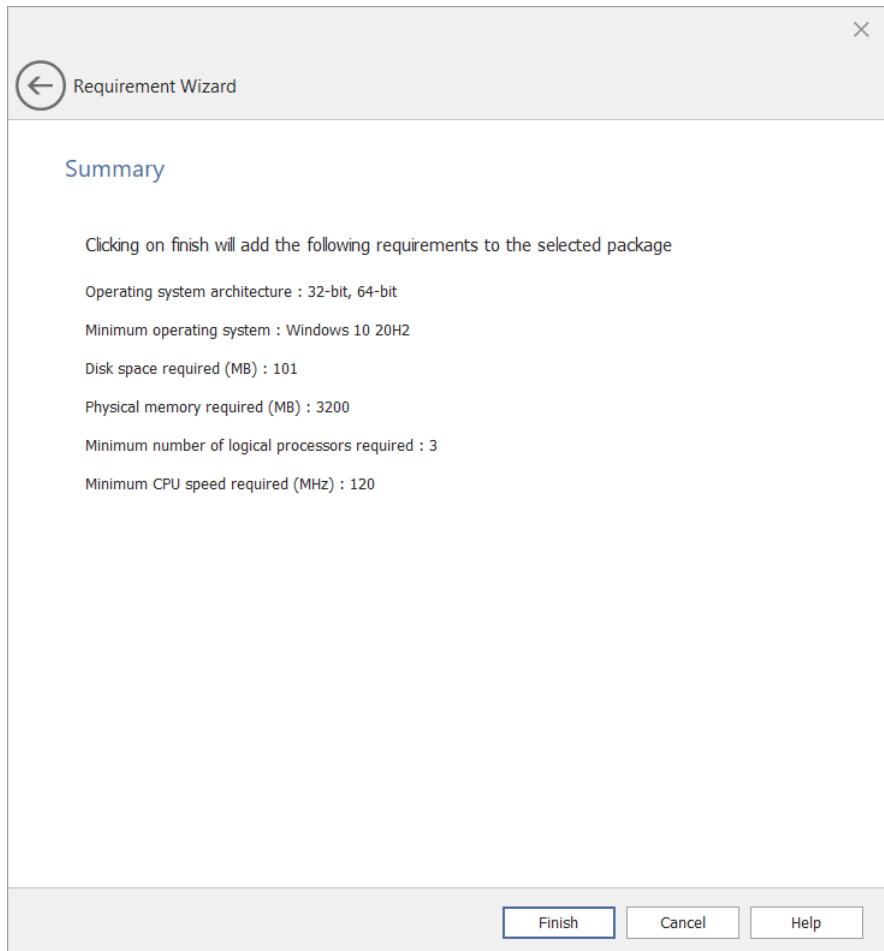 Requirement Wizard
Summary
Clicking on finish will add the following requirements to the selected package
Operating system architecture : 32-bit, 64-bit
Minimum operating system : Windows 10 20H2
Disk space required (MB) : 101
Physical memory required (MB) : 3200
Minimum number of logical processors required : 3
Minimum CPU speed required (MHz) : 120
Finish Cancel Help